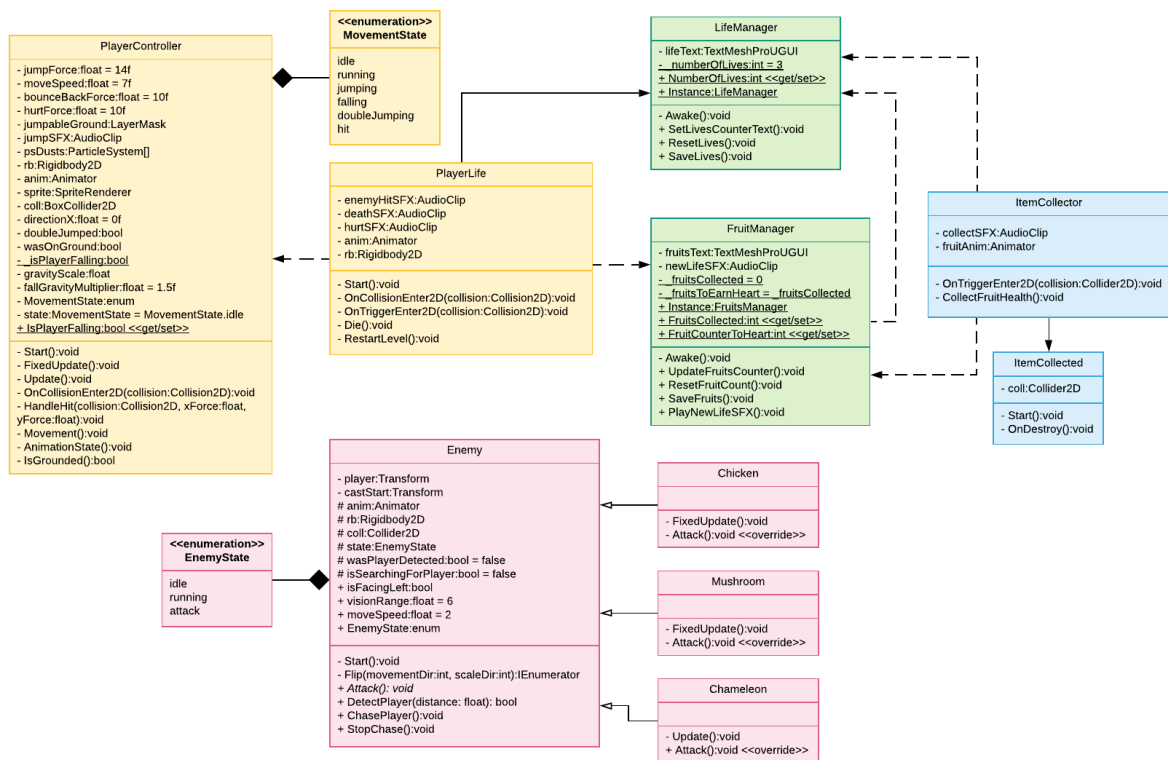 PlayerController
- jumpForce:float = 14f
- moveSpeed:float = 7f
- bounceBackForce:float = 10f
- hurtForce:float = 10f
- jumpableGround:LayerMask
- jumpSFX:AudioClip
- psDusts:ParticleSystem[]
- rb:Rigidbody2D
- anim:Animator
- sprite:SpriteRenderer
- coll:BoxCollider2D
- directionX:float = 0f
- doubleJumped:bool
- wasOnGround:bool
- _isPlayerFalling:bool
- gravityScale:float
- fallGravityMultiplier:float = 1.5f
- MovementState:enum
- state:MovementState = MovementState.idle
+ IsPlayerFalling:bool <<get/set>>
- Start():void
- FixedUpdate():void
- Update():void
- OnCollisionEnter2D(collision:Collision2D):void
- HandleHit(collision:Collision2D, xForce:float,
yForce:float):void
- Movement():void
- AnimationState():void
- IsGrounded():bool
<<enumeration>>
MovementState
idle
running
jumping
falling
doubleJumping
hit
PlayerLife
- enemyHitSFX:AudioClip
- deathSFX:AudioClip
- hurtSFX:AudioClip
- anim:Animator
- rb:Rigidbody2D
- Start():void
- OnCollisionEnter2D(collision:Collision2D):void
- OnTriggerEnter2D(collision:Collision2D):void
- Die():void
- RestartLevel():void
LifeManager
- lifeText:TextMeshProUGUI
- _numberOfLives:int = 3
+ NumberOfLives:int <<get/set>>
+ Instance:LifeManager
- Awake():void
+ SetLivesCounterText():void
+ ResetLives():void
+ SaveLives():void
FruitManager
- fruitsText:TextMeshProUGUI
- newLifeSFX:AudioClip
- _fruitsCollected = 0
- _fruitsToEarnHeart = _fruitsCollected
+ Instance:FruitsManager
+ FruitsCollected:int <<get/set>>
+ FruitCounterToHeart:int <<get/set>>
- Awake():void
+ UpdateFruitsCounter():void
+ ResetFruitCount():void
+ SaveFruits():void
+ PlayNewLifeSFX():void
ItemCollector
- collectSFX:AudioClip
- fruitAnim:Animator
- OnTriggerEnter2D(collision:Collider2D):void
- CollectFruitHealth():void
ItemCollected
- coll:Collider2D
- Start():void
- OnDestroy():void
<<enumeration>>
EnemyState
idle
running
attack
Enemy
- player:Transform
- castStart:Transform
# anim:Animator
# rb:Rigidbody2D
# coll:Collider2D
# state:EnemyState
# wasPlayerDetected:bool = false
# isSearchingForPlayer:bool = false
+ isFacingLeft:bool
+ visionRange:float = 6
+ moveSpeed:float = 2
+ EnemyState:enum
- Start():void
- Flip(movementDir:int, scaleDir:int):IEnumerator
+ Attack(): void
+ DetectPlayer(distance: float): bool
+ ChasePlayer():void
+ StopChase():void
Chicken
- FixedUpdate():void
- Attack():void <<override>>
Mushroom
- FixedUpdate():void
- Attack():void <<override>>
Chameleon
- Update():void
+ Attack():void <<override>>